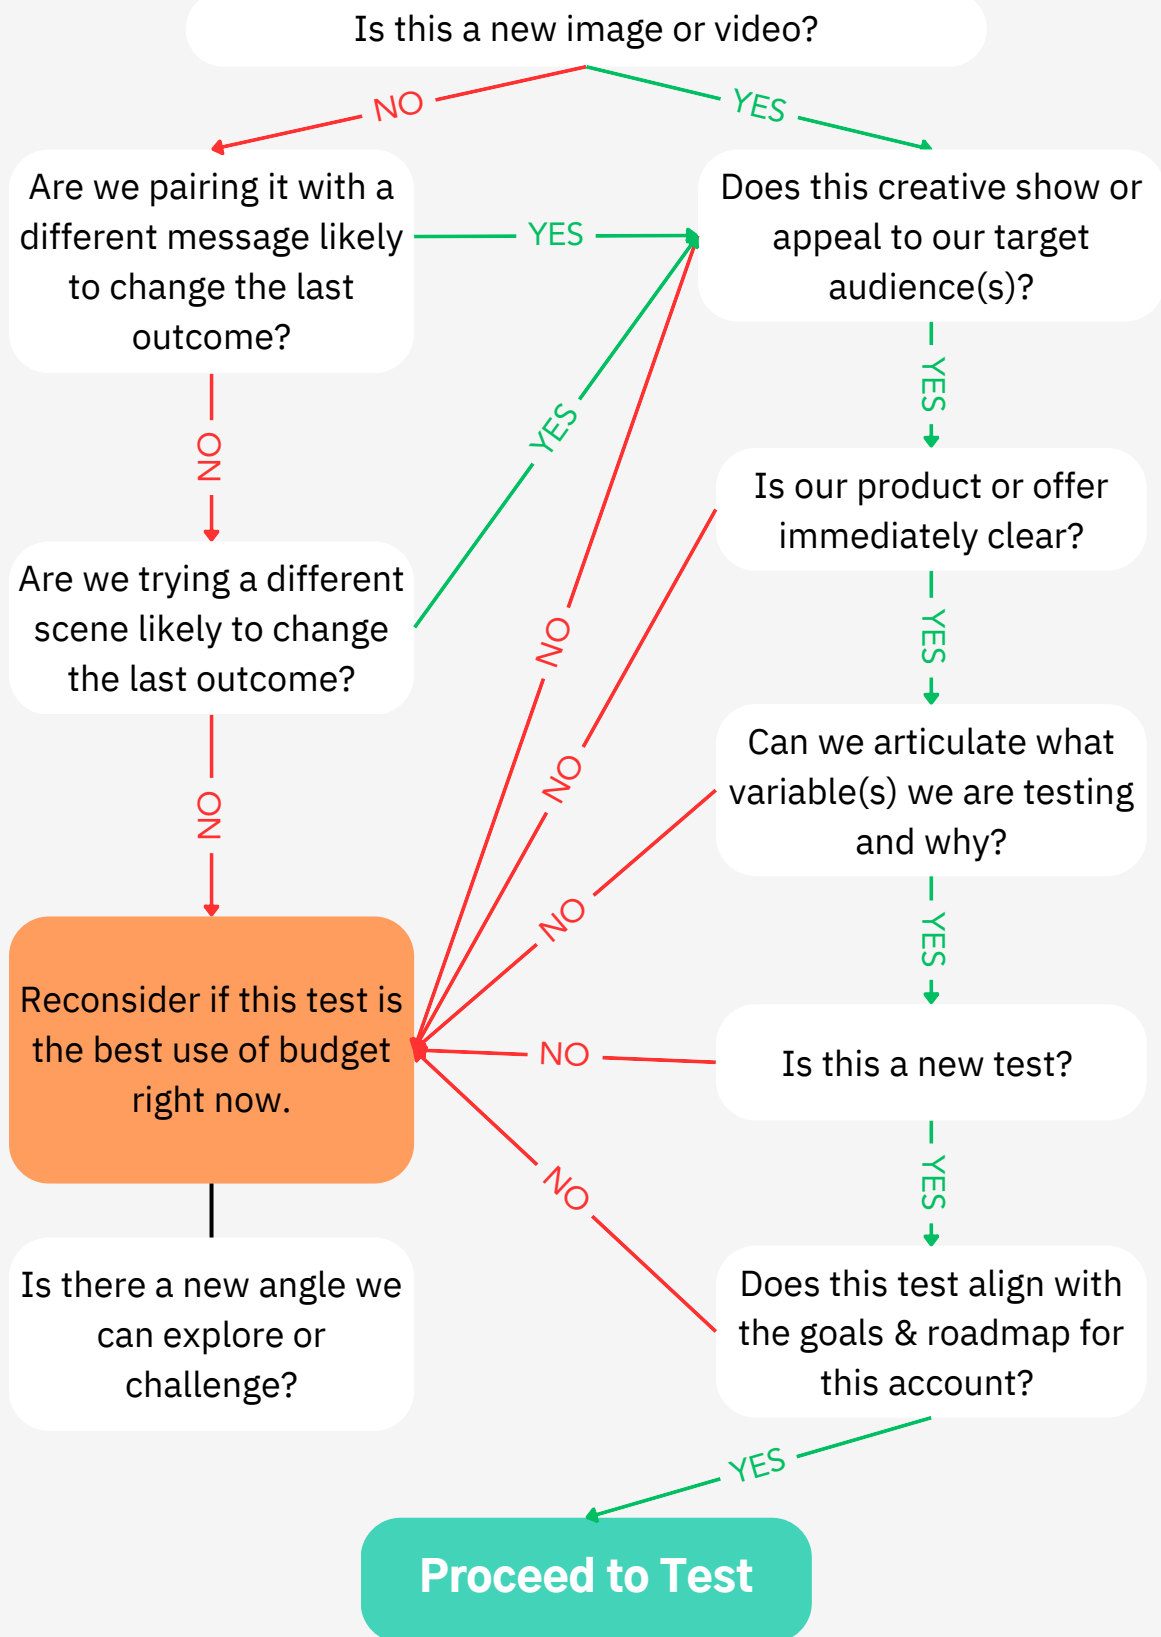 Is this a new image or video?
NO
YES
Are we pairing it with a
different message likely
to change the last
outcome?
YES
Does this creative show or
appeal to our target
audience(s)?
NO
YES
YES
Is our product or offer
immediately clear?
Are we trying a different
scene likely to change
the last outcome?
NO
YES
NO
Can we articulate what
variable(s) we are testing
and why?
NO
NO
YES
Reconsider if this test is
the best use of budget
right now.
NO
Is this a new test?
NO
YES
Is there a new angle we
can explore or
challenge?
Does this test align with
the goals & roadmap for
this account?
YES
Proceed to Test